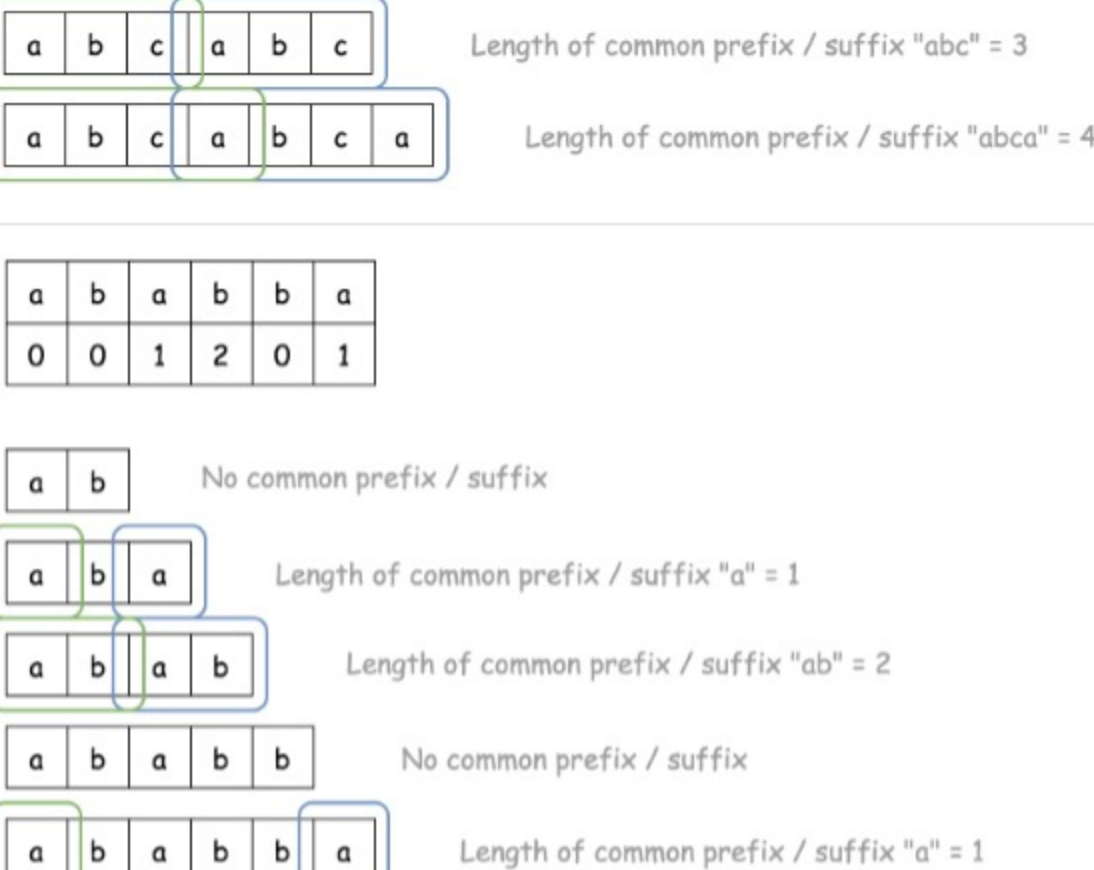 a b c a b c Length of common prefix / suffix "abc" = 3
a b c a b c a Length of common prefix / suffix "abca" = 4
a b a b b a
0 0 1 2 0 1
a b No common prefix / suffix
a b a Length of common prefix / suffix "a" = 1
a b a b Length of common prefix / suffix "ab" = 2
a b a b b No common prefix / suffix
a b a b b a Length of common prefix / suffix "a" = 1